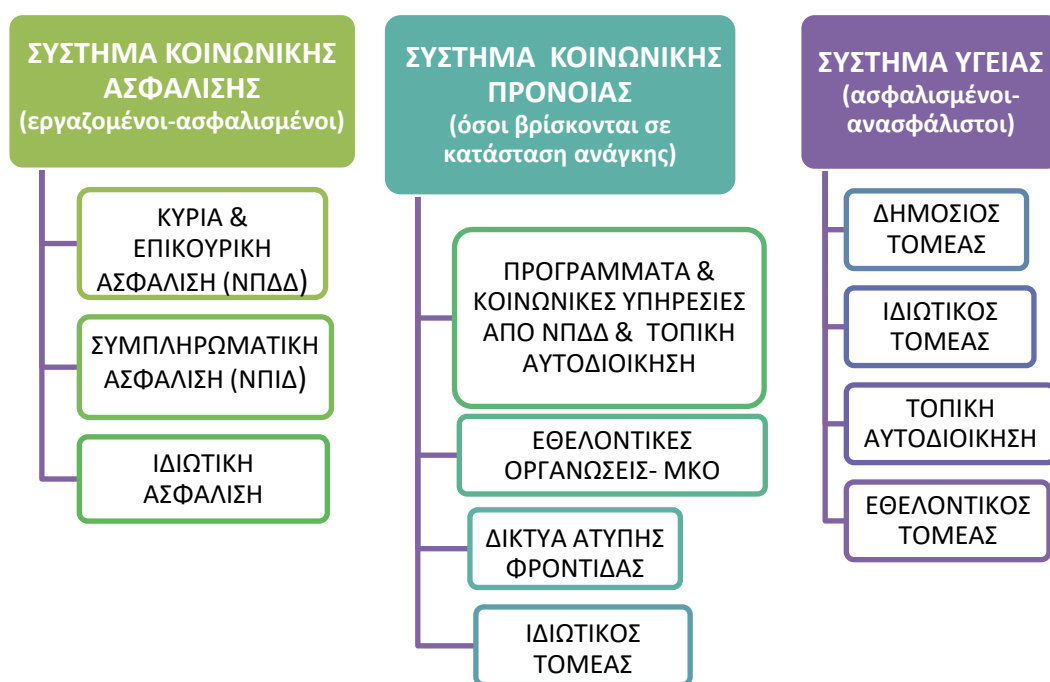 ΣΥΣΤΗΜΑ ΚΟΙΝΩΝΙΚΗΣ
ΑΣΦΑΛΙΣΗΣ
(εργαζομένοι-ασφαλισμένοι)
ΚΥΡΙΑ &
ΕΠΙΚΟΥΡΙΚΗ
ΑΣΦΑΛΙΣΗ (ΝΠΔΔ)
ΣΥΜΠΛΗΡΩΜΑΤΙΚΗ
ΑΣΦΑΛΙΣΗ (ΝΠΙΔ)
ΙΔΙΩΤΙΚΗ
ΑΣΦΑΛΙΣΗ
ΣΥΣΤΗΜΑ ΚΟΙΝΩΝΙΚΗΣ
ΠΡΟΝΟΙΑΣ
(όσοι βρίσκονται σε
κατάσταση ανάγκης)
ΠΡΟΓΡΑΜΜΑΤΑ &
ΚΟΙΝΩΝΙΚΕΣ ΥΠΗΡΕΣΙΕΣ
ΑΠΟ ΝΠΔΔ & ΤΟΠΙΚΗ
ΑΥΤΟΔΙΟΙΚΗΣΗ
ΕΘΕΛΟΝΤΙΚΕΣ
ΟΡΓΑΝΩΣΕΙΣ- ΜΚΟ
ΔΙΚΤΥΑ ΑΤΥΠΗΣ
ΦΡΟΝΤΙΔΑΣ
ΙΔΙΩΤΙΚΟΣ
ΤΟΜΕΑΣ
ΣΥΣΤΗΜΑ ΥΓΕΙΑΣ
(ασφαλισμένοι-
ανασφάλιστοι)
ΔΗΜΟΣΙΟΣ
ΤΟΜΕΑΣ
ΙΔΙΩΤΙΚΟΣ
ΤΟΜΕΑΣ
ΤΟΠΙΚΗ
ΑΥΤΟΔΙΟΙΚΗΣΗ
ΕΘΕΛΟΝΤΙΚΟΣ
ΤΟΜΕΑΣ